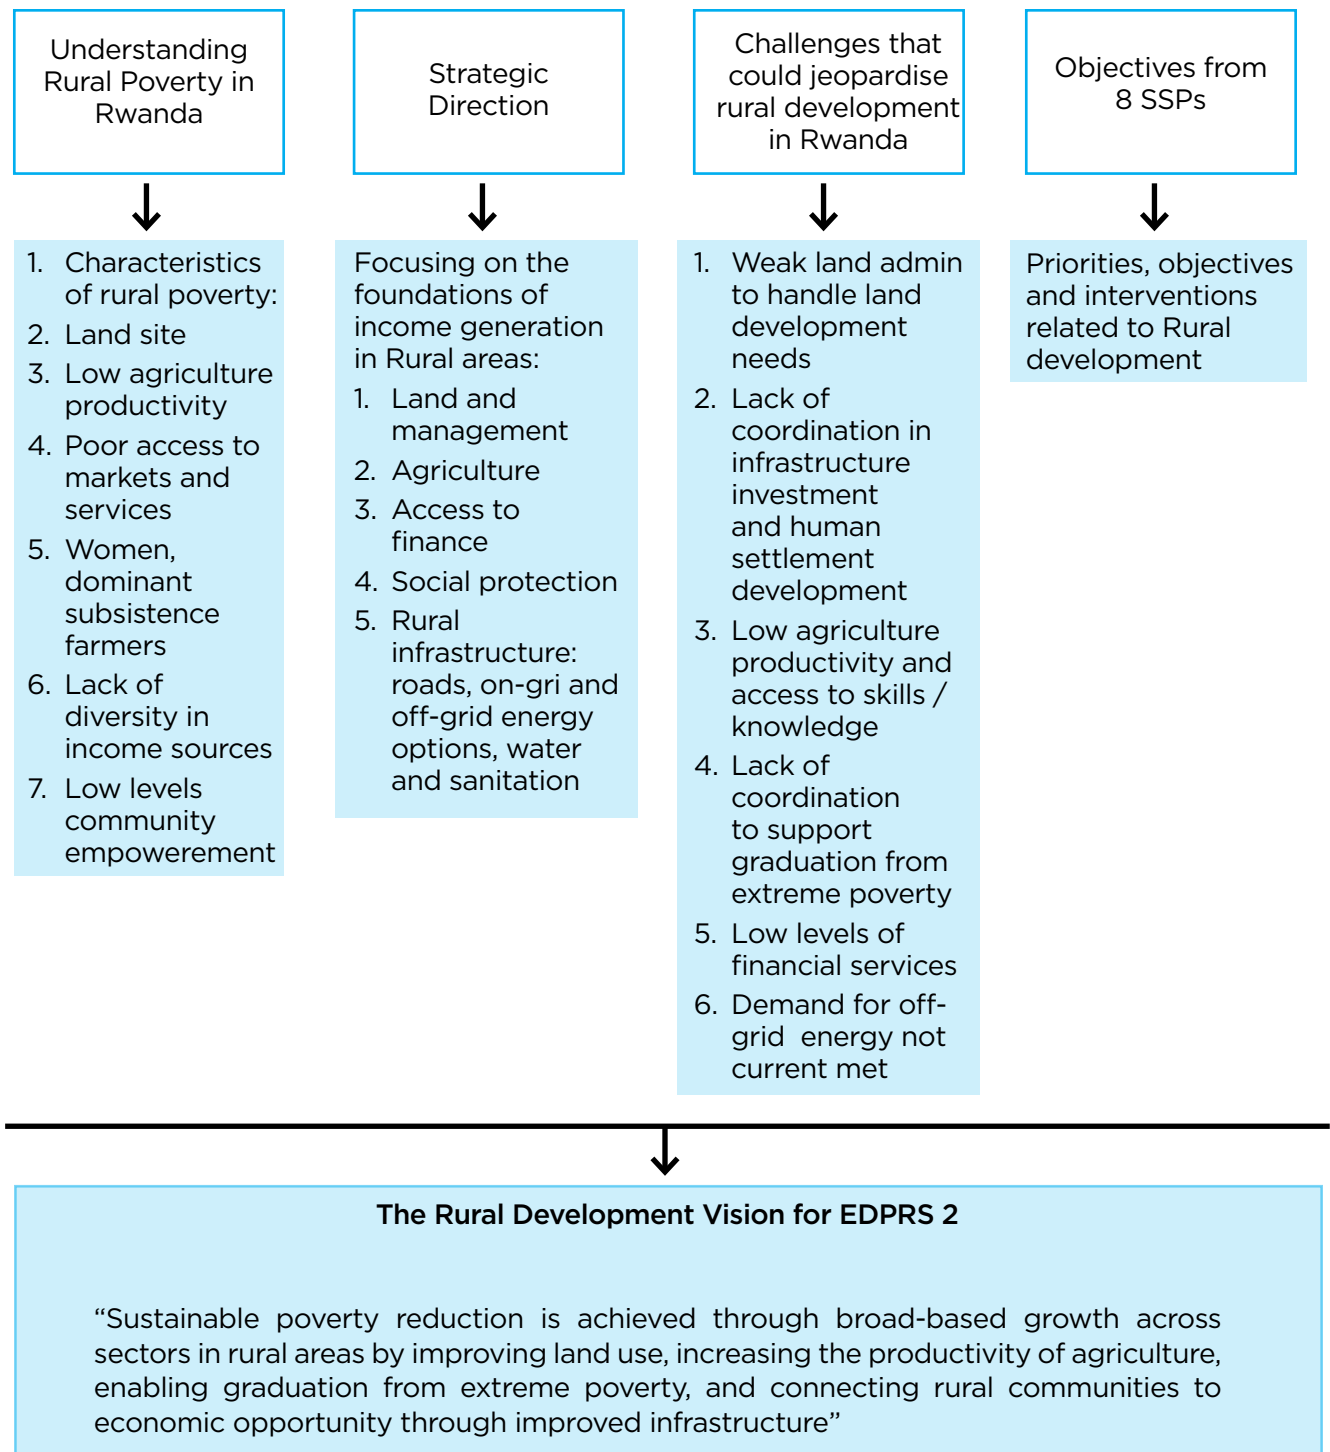 Understanding
Rural Poverty in
Rwanda
1. Characteristics
of rural poverty:
2. Land site
3. Low agriculture
productivity
4. Poor access to
markets and
services
5. Women,
dominant
subsistence
farmers
6. Lack of
diversity in
income sources
7. Low levels
community
empowerement
Strategic
Direction
Focusing on the
foundations of
income generation
in Rural areas:
1. Land and
management
2. Agriculture
3. Access to
finance
4. Social protection
5. Rural
infrastructure:
roads, on-gri and
off-grid energy
options, water
and sanitation
Challenges that
could jeopardise
rural development
in Rwanda
1. Weak land admin
to handle land
development
needs
2. Lack of
coordination in
infrastructure
investment
and human
settlement
development
3. Low agriculture
productivity and
access to skills /
knowledge
4. Lack of
coordination
to support
graduation from
extreme poverty
5. Low levels of
financial services
6. Demand for off-
grid energy not
current met
Objectives from
8 SSPs
Priorities, objectives
and interventions
related to Rural
development
The Rural Development Vision for EDPRS 2
“Sustainable poverty reduction is achieved through broad-based growth across
sectors in rural areas by improving land use, increasing the productivity of agriculture,
enabling graduation from extreme poverty, and connecting rural communities to
economic opportunity through improved infrastructure”